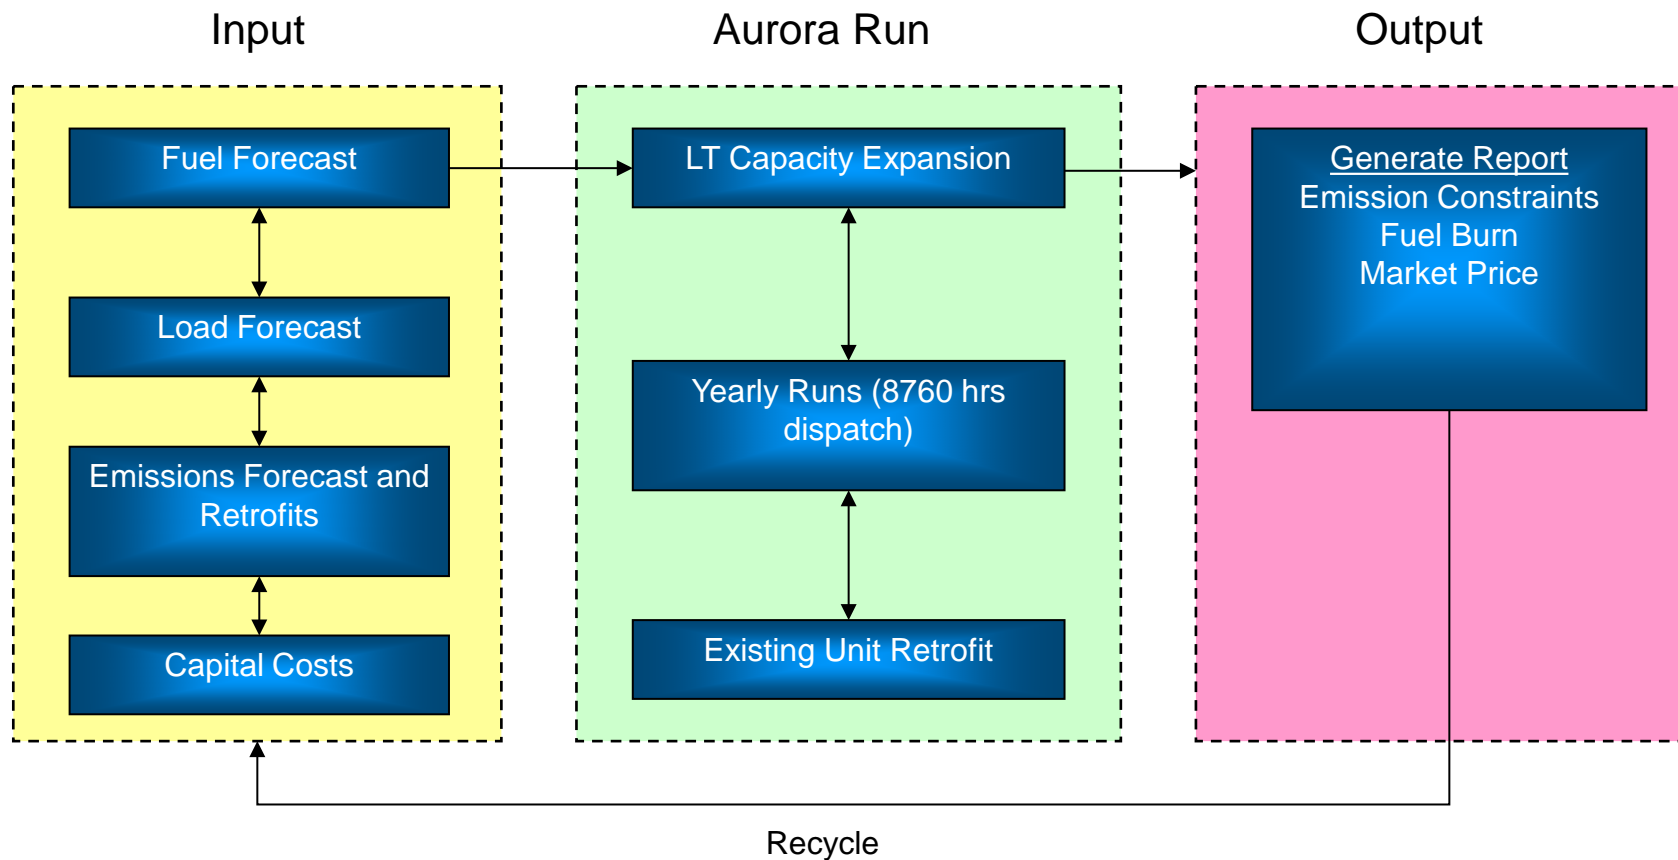 Input
Aurora Run
Output
Fuel Forecast
Load Forecast
Emissions Forecast and
Retrofits
Capital Costs
LT Capacity Expansion
Yearly Runs (8760 hrs
dispatch)
Existing Unit Retrofit
Generate Report
Emission Constraints
Fuel Burn
Market Price
Recycle